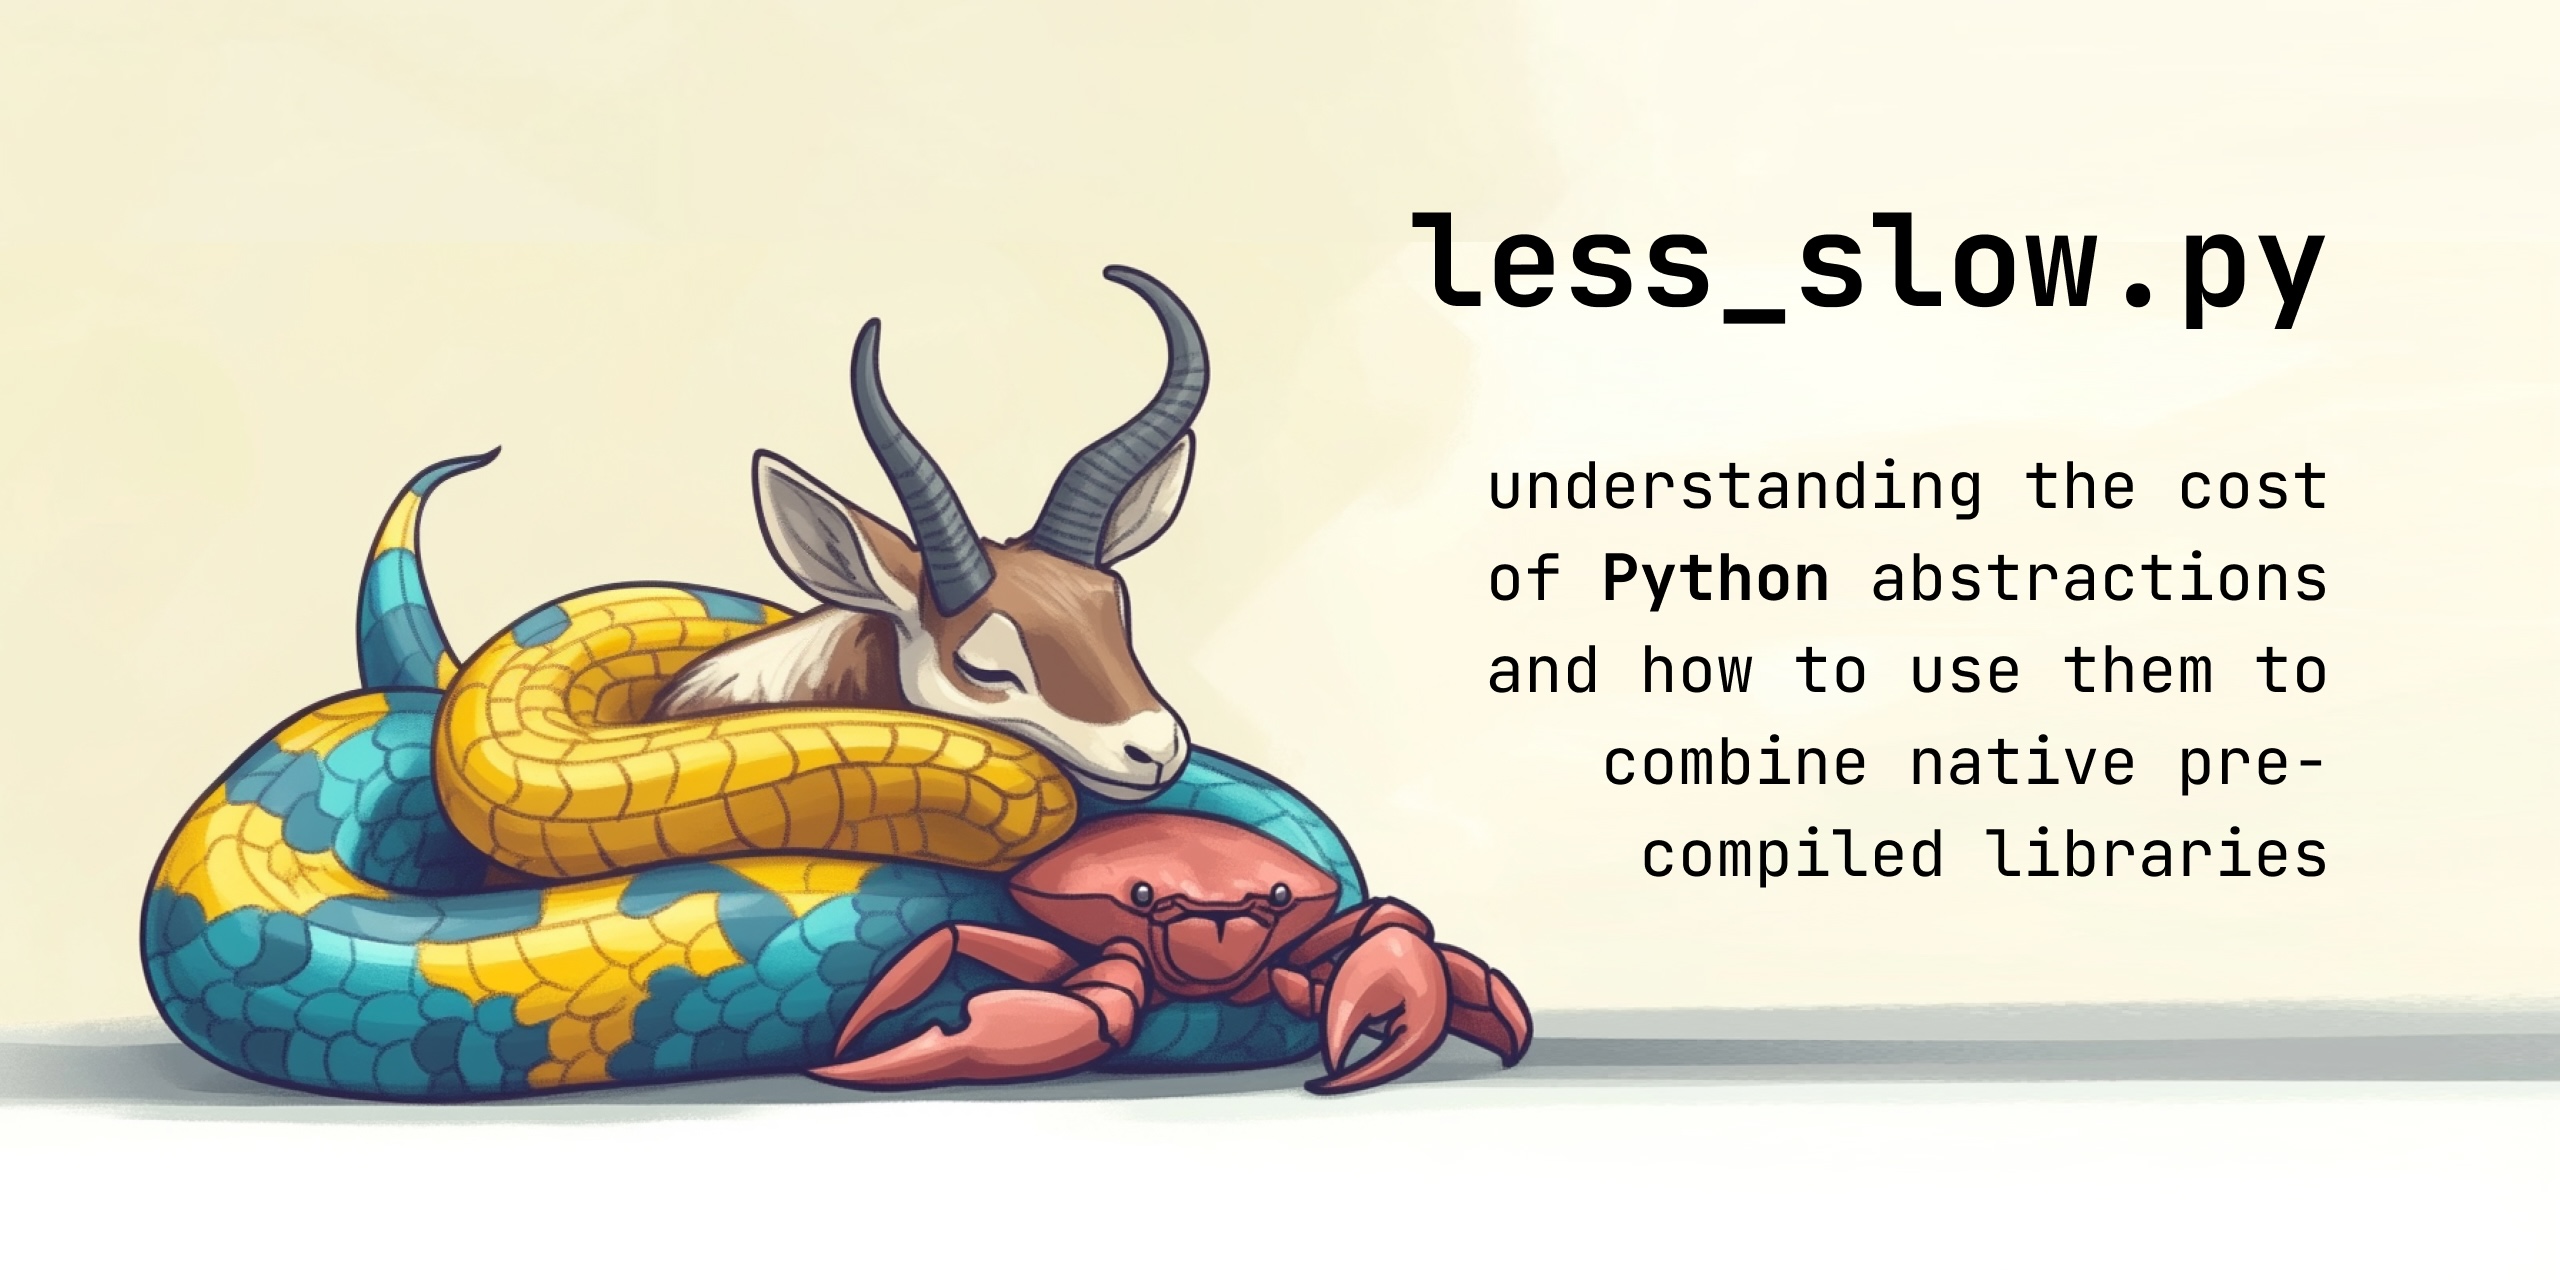 less_slow.py
understanding the cost
of Python abstractions
and how to use them to
combine native pre-
compiled libraries